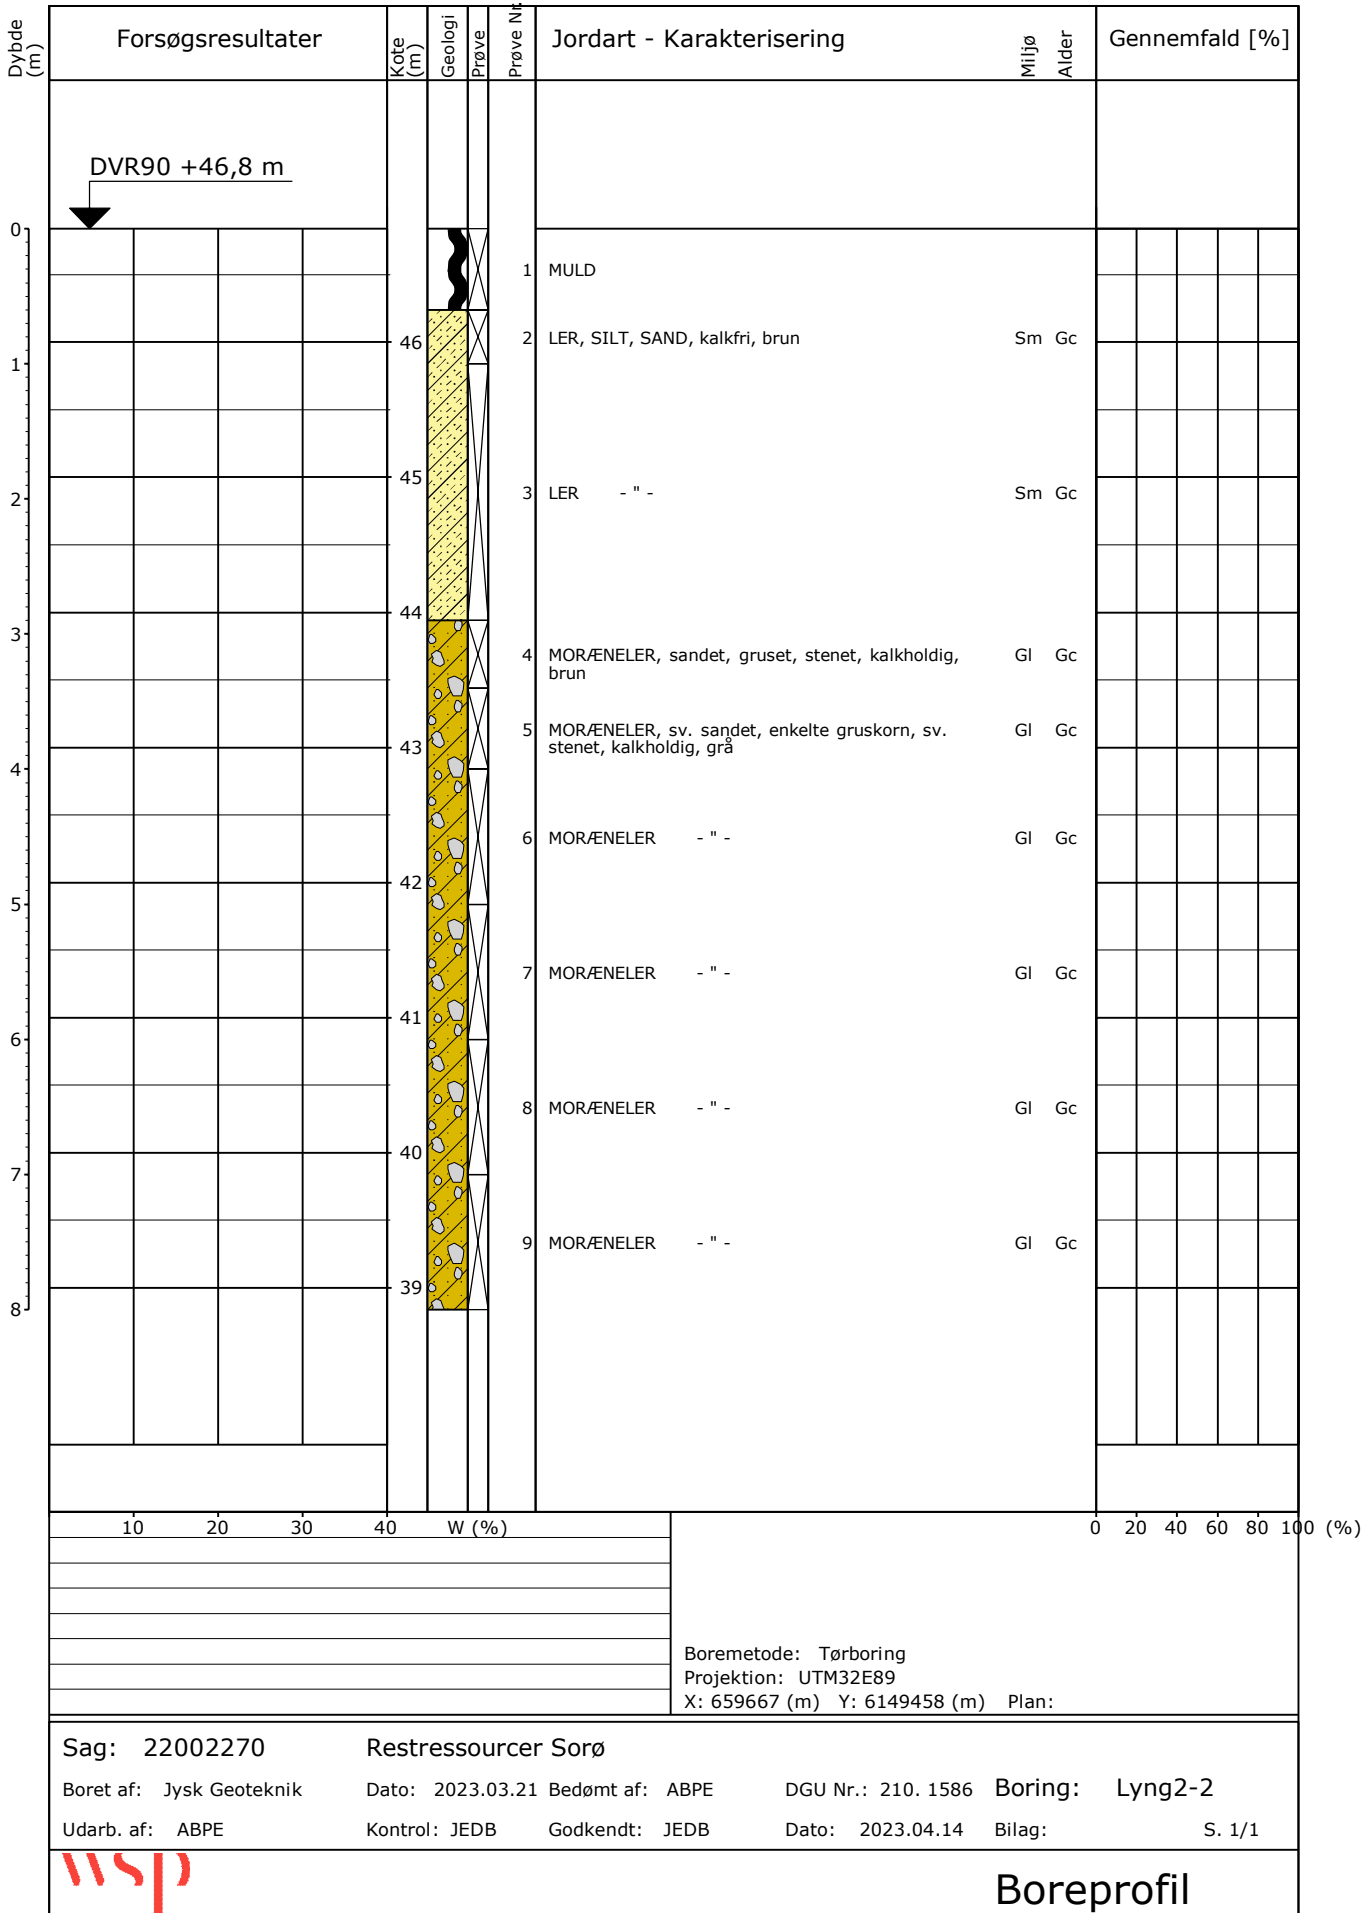 Dybde (m) Forsøgsresultater Kote (m) Geologi Prøve Prøve Nr. Jordart - Karakterisering Miljø Alder Gennemfald [%]
DVR90 +46,8 m
0
1 MULD
46 2 LER, SILT, SAND, kalkfri, brun Sm Gc
1
45
2 3 LER - " - Sm Gc
44
3
4 MORÆNELER, sandet, gruset, stenet, kalkholdig, Gl Gc
brun
5 MORÆNELER, sv. sandet, enkelte gruskorn, sv. Gl Gc
43 stenet, kalkholdig, grå
4
6 MORÆNELER - " - Gl Gc
42
5
7 MORÆNELER - " - Gl Gc
41
6
8 MORÆNELER - " - Gl Gc
40
7
9 MORÆNELER - " - Gl Gc
39
8
10 20 30 40 W (%) 0 20 40 60 80 100 (%)
Boremetode: Tørboring
Projektion: UTM32E89
X: 659667 (m) Y: 6149458 (m) Plan:
Sag: 22002270 Restressourcer Sorø
Boret af: Jysk Geoteknik Dato: 2023.03.21 Bedømt af: ABPE DGU Nr.: 210. 1586 Boring: Lyng2-2
Udarb. af: ABPE Kontrol: JEDB Godkendt: JEDB Dato: 2023.04.14 Bilag: S. 1/1
wsp Boreprofil